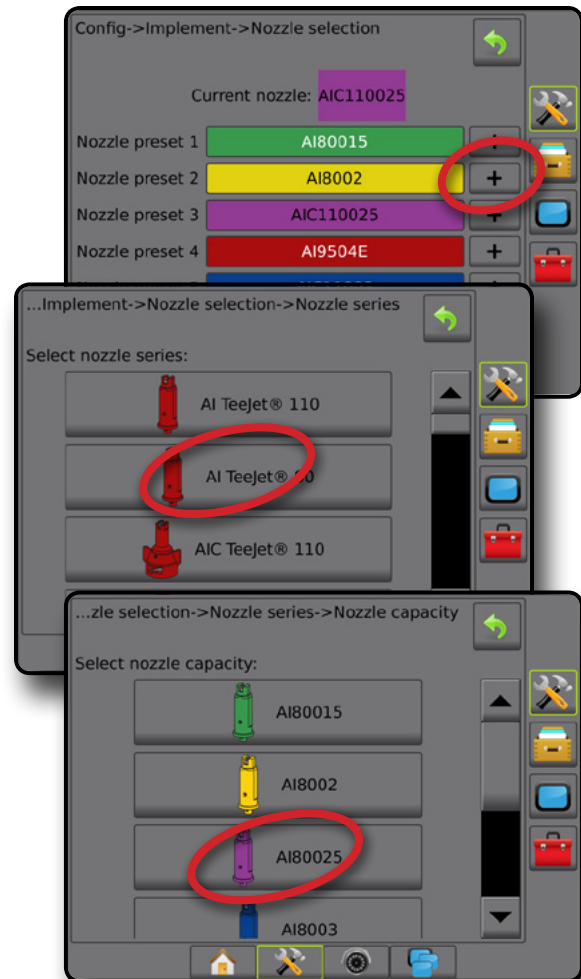 Config->Implement->Nozzle selection
Current nozzle: AIC110025
Nozzle preset 1 AI80015 +
Nozzle preset 2 AI8002 +
Nozzle preset 3 AIC110025 +
Nozzle preset 4 AI9504E +
...Implement->Nozzle selection->Nozzle series
Select nozzle series:
AI TeeJet® 110
AI TeeJet® 80
AIC TeeJet® 110
...zle selection->Nozzle series->Nozzle capacity
Select nozzle capacity:
AI80015
AI8002
AI80025
AI8003